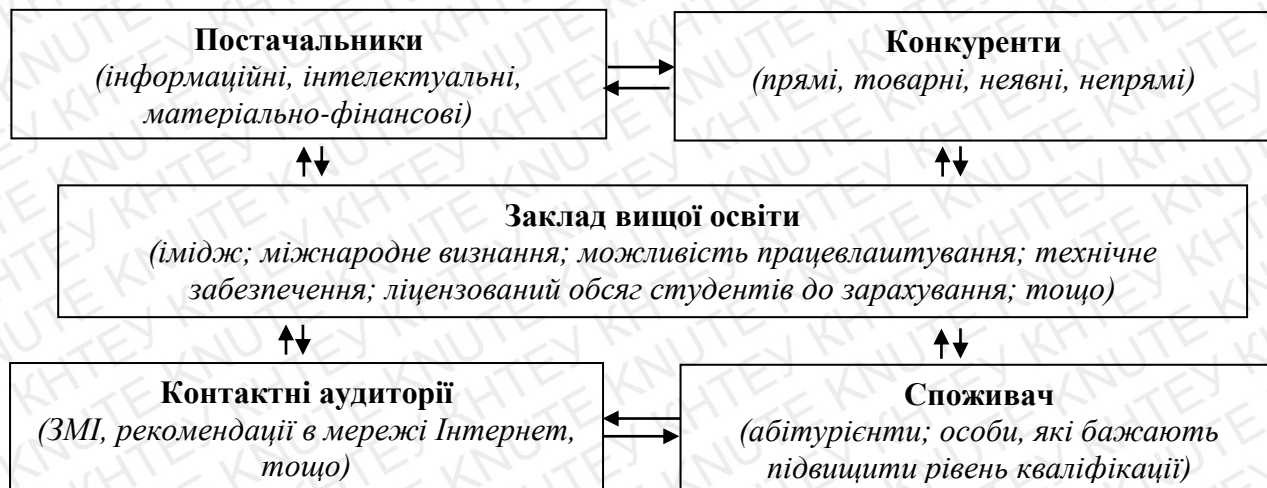 Постачальники
(інформаційні, інтелектуальні,
матеріально-фінансові)
Конкуренти
(прямі, товарні, неявні, непрямі)
Заклад вищої освіти
(імідж; міжнародне визнання; можливість працевлаштування; технічне
забезпечення; ліцензований обсяг студентів до зарахування; тощо)
Контактні аудиторії
(ЗМІ, рекомендації в мережі Інтернет,
тощо)
Споживач
(абітурієнти; особи, які бажають
підвищити рівень кваліфікації)
KNUTE КНТЕУ